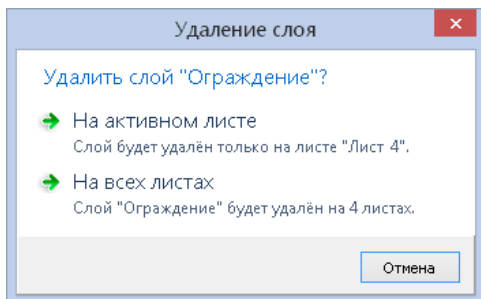 Удаление слоя
Удалить слой "Ограждение"?
На активном листе
Слой будет удалён только на листе "Лист 4".
На всех листах
Слой "Ограждение" будет удалён на 4 листах.
Отмена